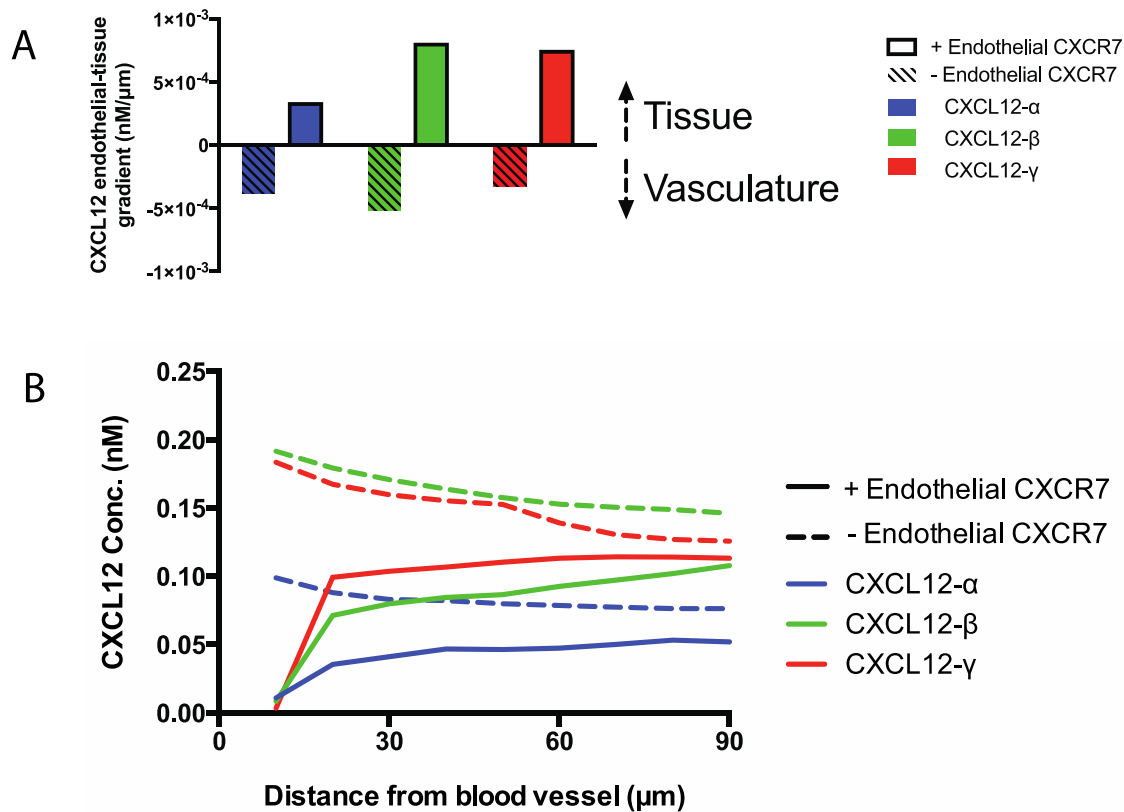 A
CXCL12 endothelial-tissue
gradient (nM/μm)
1×10-3
5×10-4
0
-5×10-4
-1×10-3
Tissue
Vasculature
+ Endothelial CXCR7
- Endothelial CXCR7
CXCL12-α
CXCL12-β
CXCL12-γ
B
CXCL12 Conc. (nM)
0.25
0.20
0.15
0.10
0.05
0.00
0 30 60 90
Distance from blood vessel (μm)
+ Endothelial CXCR7
- Endothelial CXCR7
CXCL12-α
CXCL12-β
CXCL12-γ